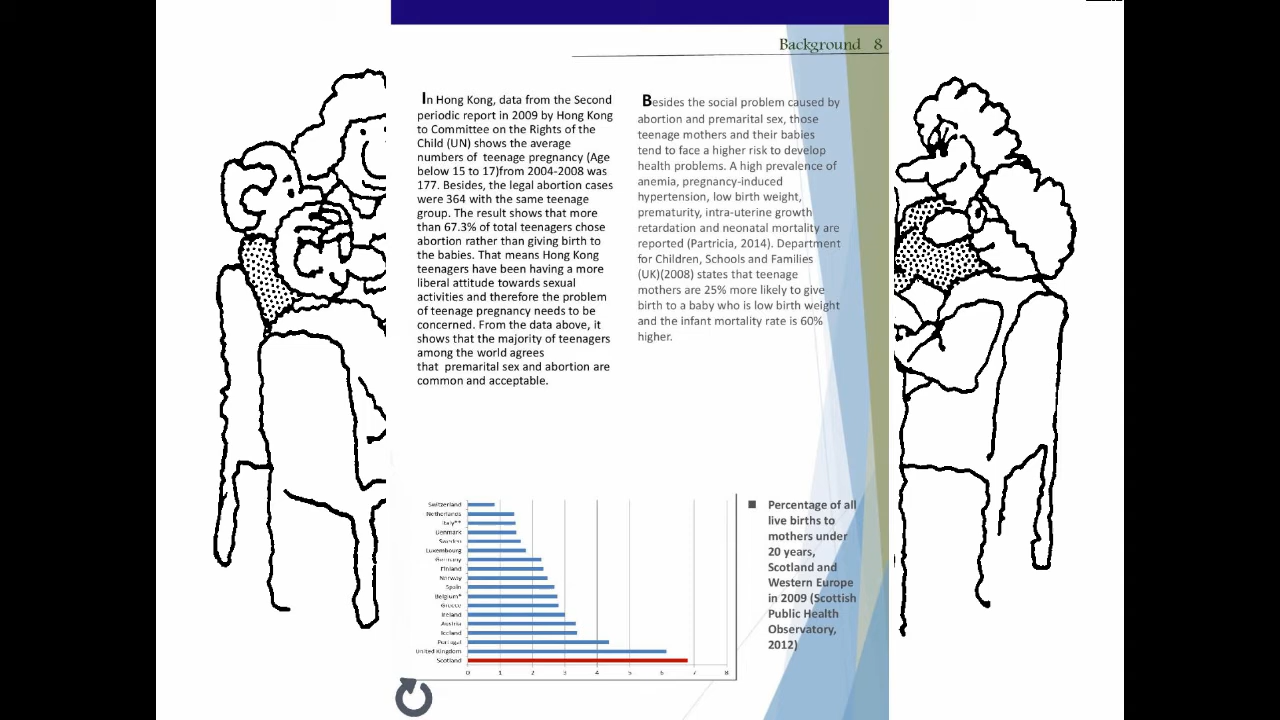 Background 8
In Hong Kong, data from the Second
periodic report in 2009 by Hong Kong
to Committee on the Rights of the
Child (UN) shows the average
numbers of teenage pregnancy (Age
below 15 to 17)from 2004-2008 was
177. Besides, the legal abortion cases
were 364 with the same teenage
group. The result shows that more
than 67.3% of total teenagers chose
abortion rather than giving birth to
the babies. That means Hong Kong
teenagers have been having a more
liberal attitude towards sexual
activities and therefore the problem
of teenage pregnancy needs to be
concerned. From the data above, it
shows that the majority of teenagers
among the world agrees
that premarital sex and abortion are
common and acceptable.
Besides the social problem caused by
abortion and premarital sex, those
teenage mothers and their babies
tend to face a higher risk to develop
health problems. A high prevalence of
anemia, pregnancy-induced
hypertension, low birth weight,
prematurity, intra-uterine growth
retardation and neonatal mortality are
reported (Partricia, 2014). Department
for Children, Schools and Families
(UK)(2008) states that teenage
mothers are 25% more likely to give
birth to a baby who is low birth weight
and the infant mortality rate is 60%
higher.
Switzerland
Netherlands
Italy**
Denmark
Sweden
Luxembourg
Germany
Finland
Norway
Spain
Belgium*
Greece
Ireland
Austria
Iceland
Portugal
United Kingdom
Scotland
0 1 2 3 4 5 6 7 8
Percentage of all
live births to
mothers under
20 years,
Scotland and
Western Europe
in 2009 (Scottish
Public Health
Observatory,
2012)